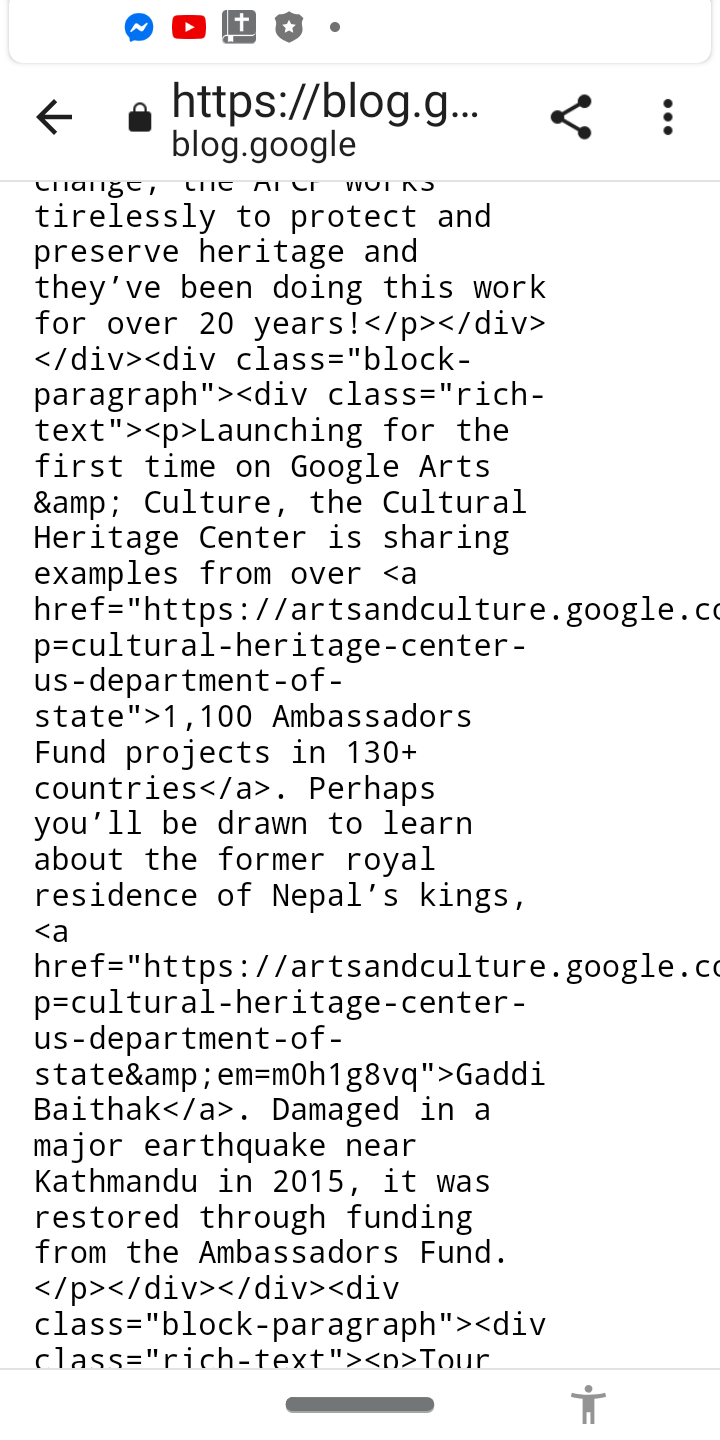 https://blog.g...
blog.google
change, the AFCP works
tirelessly to protect and
preserve heritage and
they’ve been doing this work
for over 20 years!</p></div>
</div><div class="block-
paragraph"><div class="rich-
text"><p>Launching for the
first time on Google Arts
&amp; Culture, the Cultural
Heritage Center is sharing
examples from over <a
href="https://artsandculture.google.co
p=cultural-heritage-center-
us-department-of-
state">1,100 Ambassadors
Fund projects in 130+
countries</a>. Perhaps
you’ll be drawn to learn
about the former royal
residence of Nepal’s kings,
<a
href="https://artsandculture.google.co
p=cultural-heritage-center-
us-department-of-
state&amp;em=m0h1g8vq">Gaddi
Baithak</a>. Damaged in a
major earthquake near
Kathmandu in 2015, it was
restored through funding
from the Ambassadors Fund.
</p></div></div><div
class="block-paragraph"><div
class="rich-text"><p>Tour